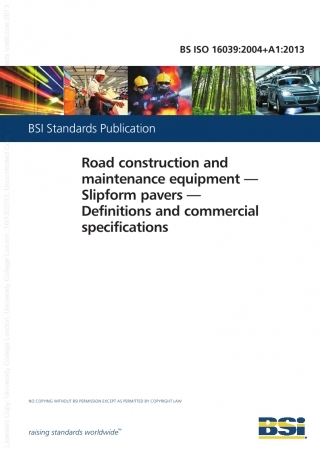 BS ISO 16039:2004+A1:2013
BSI Standards Publication
Road construction and
maintenance equipment —
Slipform pavers —
Definitions and commercial
specifications
NO COPYING WITHOUT BSI PERMISSION EXCEPT AS PERMITTED BY COPYRIGHT LAW
raising standards worldwide™
BSi